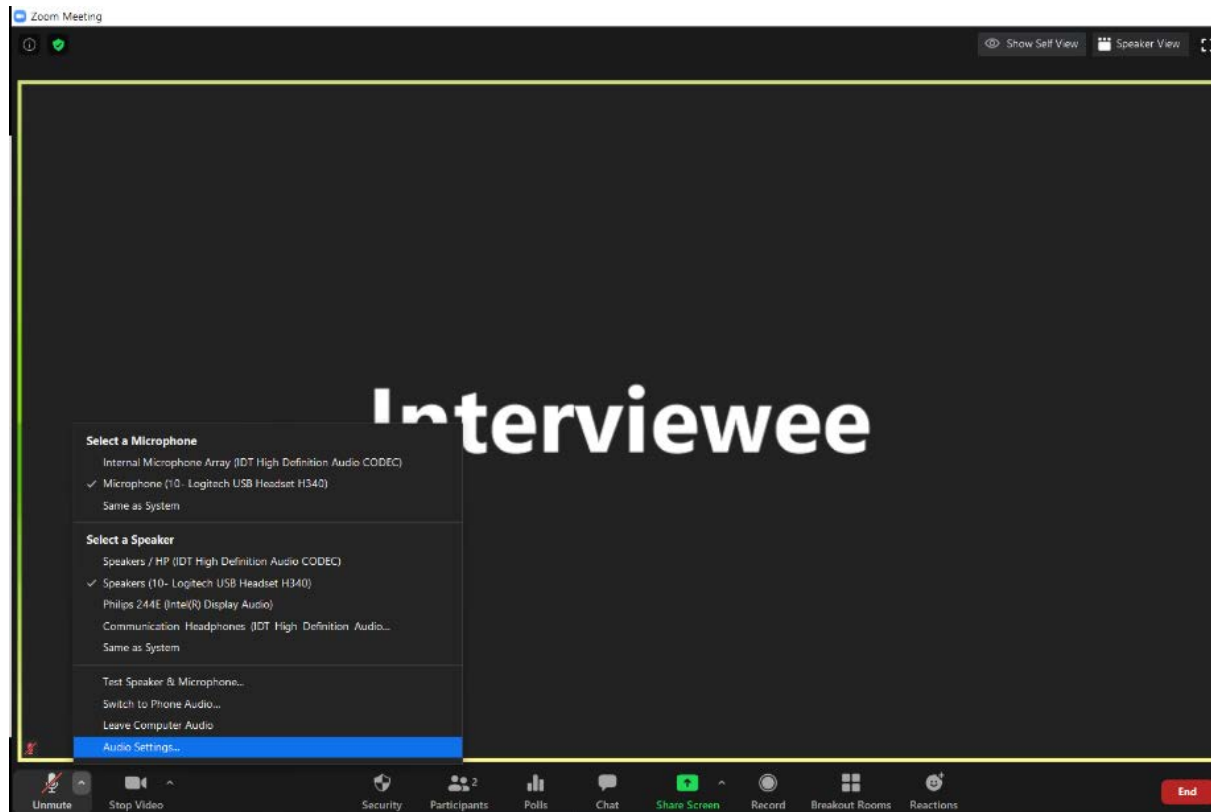 Zoom Meeting
Show Self View Speaker View
Interviewee
Select a Microphone
Internal Microphone Array (IDT High Definition Audio CODEC)
✓ Microphone (10- Logitech USB Headset H340)
Same as System
Select a Speaker
Speakers / HP (IDT High Definition Audio CODEC)
✓ Speakers (10- Logitech USB Headset H340)
Philips 244E (Intel(R) Display Audio)
Communication Headphones (IDT High Definition Audio...
Same as System
Test Speaker & Microphone...
Switch to Phone Audio...
Leave Computer Audio
Audio Settings...
2
Unmute Stop Video Security Participants Polls Chat Share Screen Record Breakout Rooms Reactions End